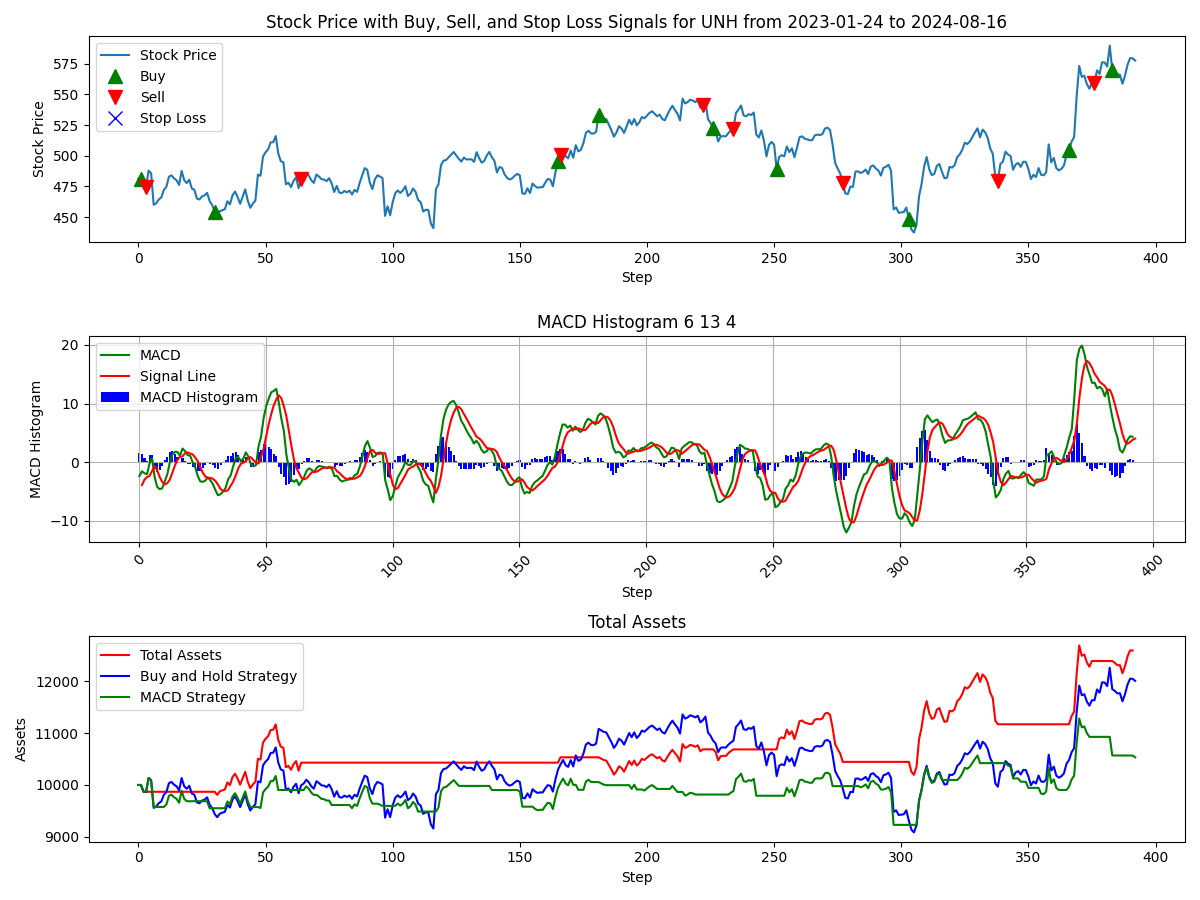 Stock Price with Buy, Sell, and Stop Loss Signals for UNH from 2023-01-24 to 2024-08-16
Stock Price
575
550
525
500
475
450
Stock Price
Buy
Sell
Stop Loss
0 50 100 150 200 250 300 350 400
Step
MACD Histogram 6 13 4
MACD Histogram
20
10
0
−10
MACD
Signal Line
MACD Histogram
0 50 100 150 200 250 300 350 400
Step
Total Assets
Assets
12000
11000
10000
9000
Total Assets
Buy and Hold Strategy
MACD Strategy
0 50 100 150 200 250 300 350 400
Step